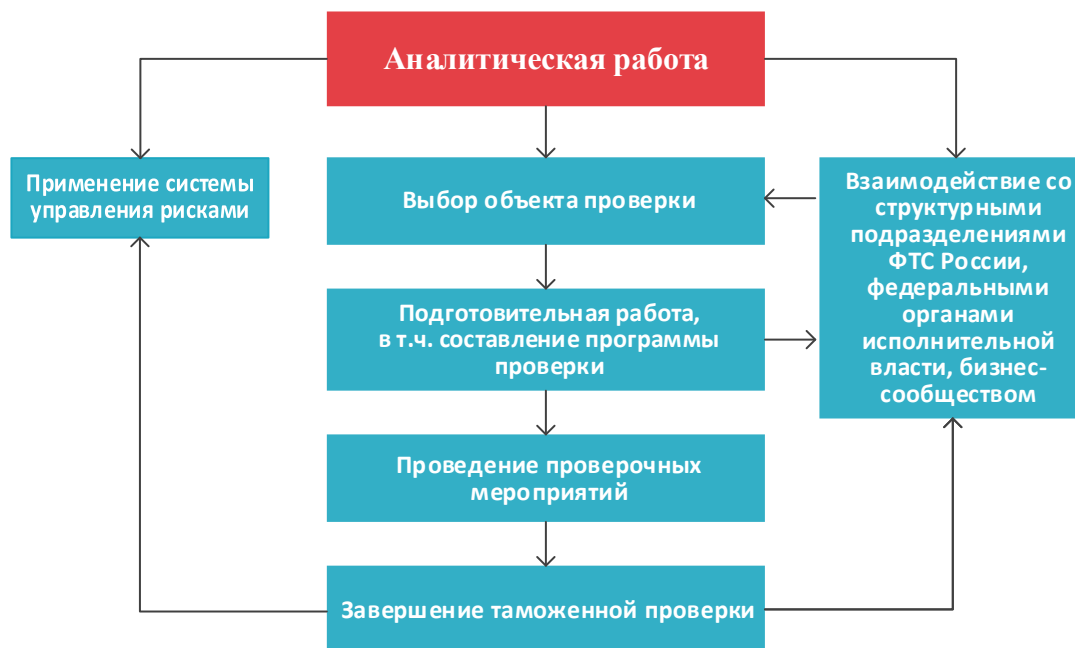 Аналитическая работа
Применение системы
управления рисками
Выбор объекта проверки
Взаимодействие со
структурными
подразделениями
ФТС России,
федеральными
органами
исполнительной
власти, бизнес-
сообществом
Подготовительная работа,
в т.ч. составление программы
проверки
Проведение проверочных
мероприятий
Завершение таможенной проверки